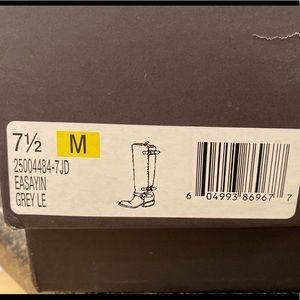 7½ M
25004484-7JD
EASAYIN
GREY LE
6 04993 86967 7